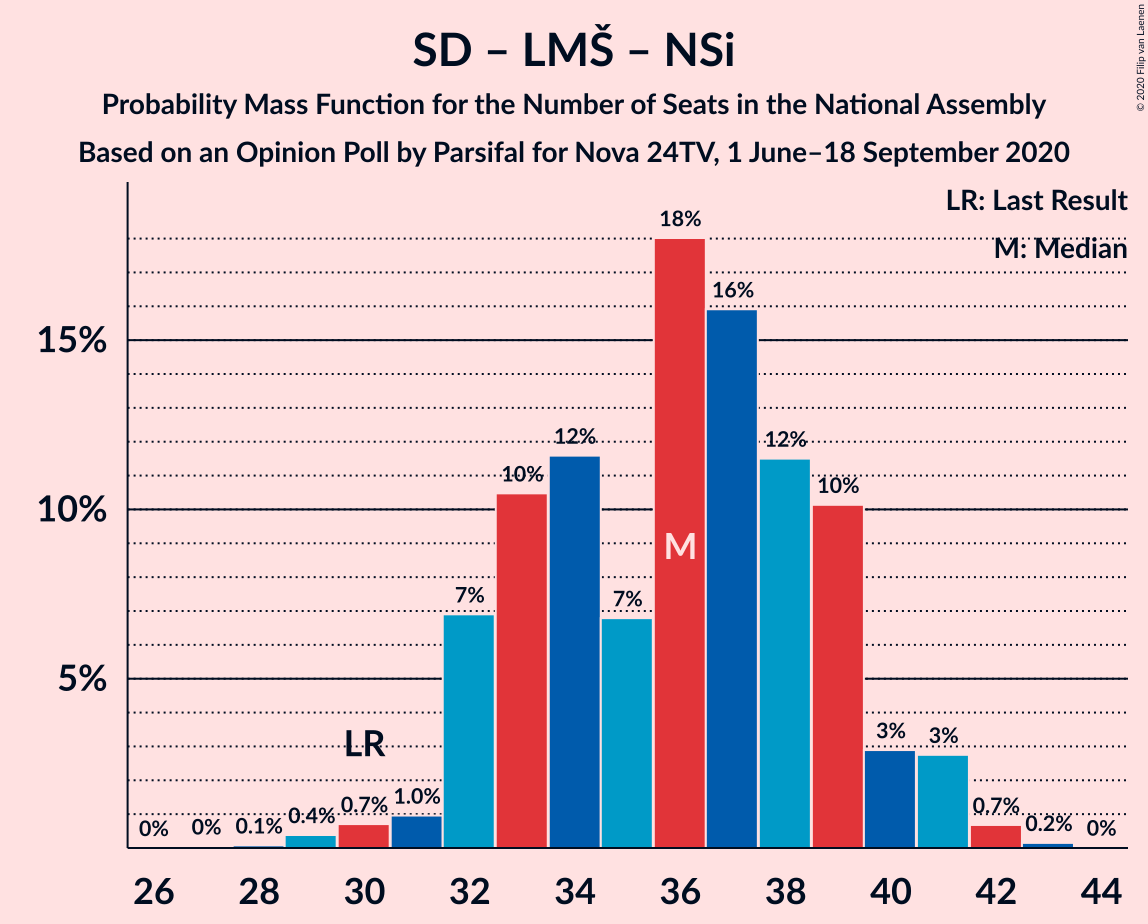 SD – LMŠ – NSi
Probability Mass Function for the Number of Seats in the National Assembly
Based on an Opinion Poll by Parsifal for Nova 24TV, 1 June–18 September 2020
© 2020 Filip van Laenen
LR: Last Result
M: Median
15%
10%
5%
0%
0%
0.1%
0.4%
0.7%
1.0%
7%
10%
12%
7%
18%
16%
12%
10%
3%
3%
0.7%
0.2%
0%
LR
M
26 28 30 32 34 36 38 40 42 44